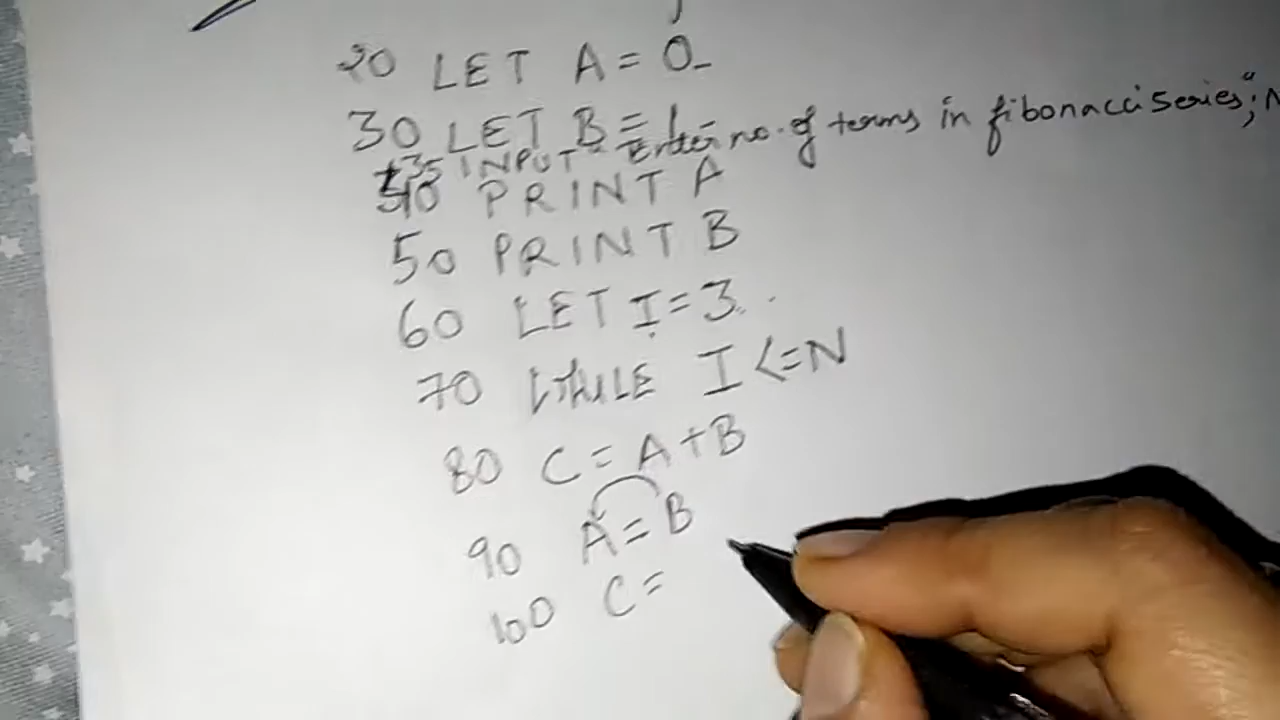 20 LET A = 0
30 LET B = 1
35 INPUT "Enter no. of terms in fibonacci series"; N
40 PRINT A
50 PRINT B
60 LET I = 3
70 WHILE I <= N
80 C = A + B
90 A = B
100 C =